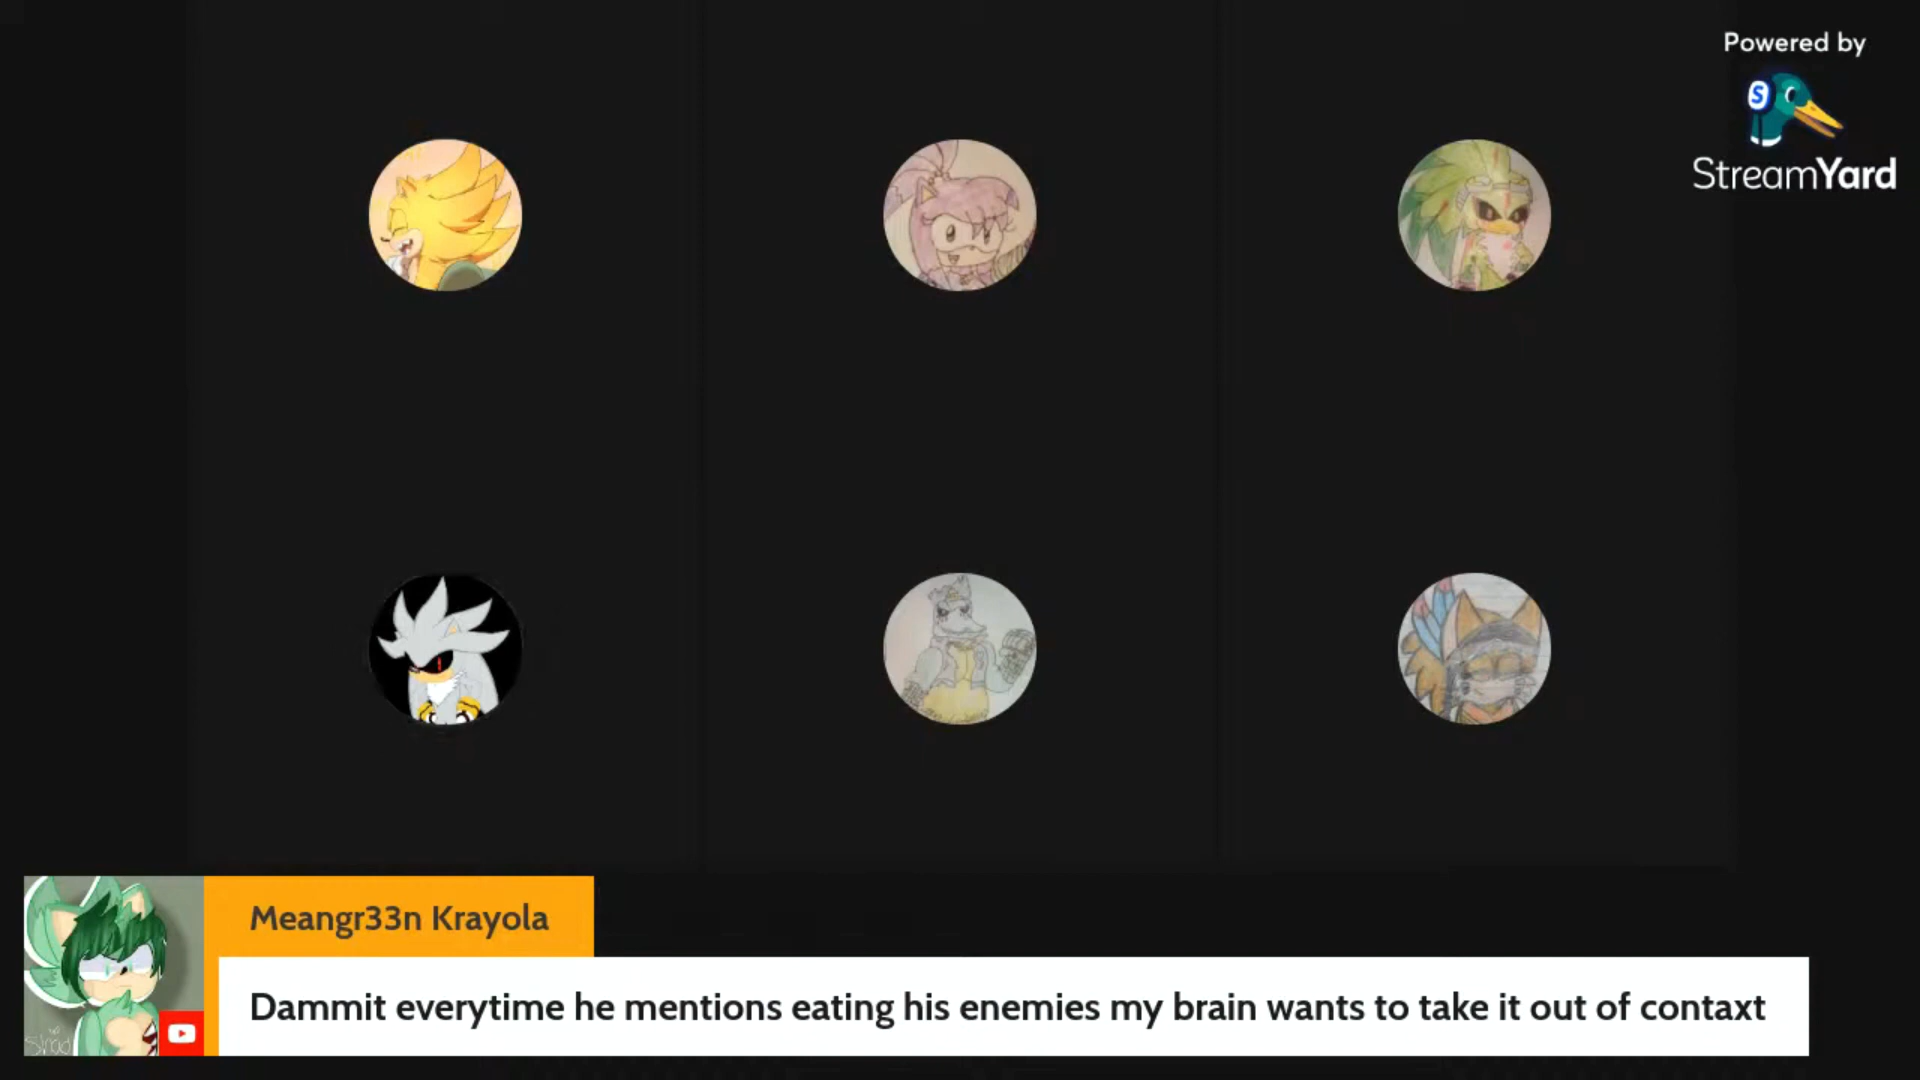 Powered by
S
StreamYard
Meangr33n Krayola
Dammit everytime he mentions eating his enemies my brain wants to take it out of contaxt